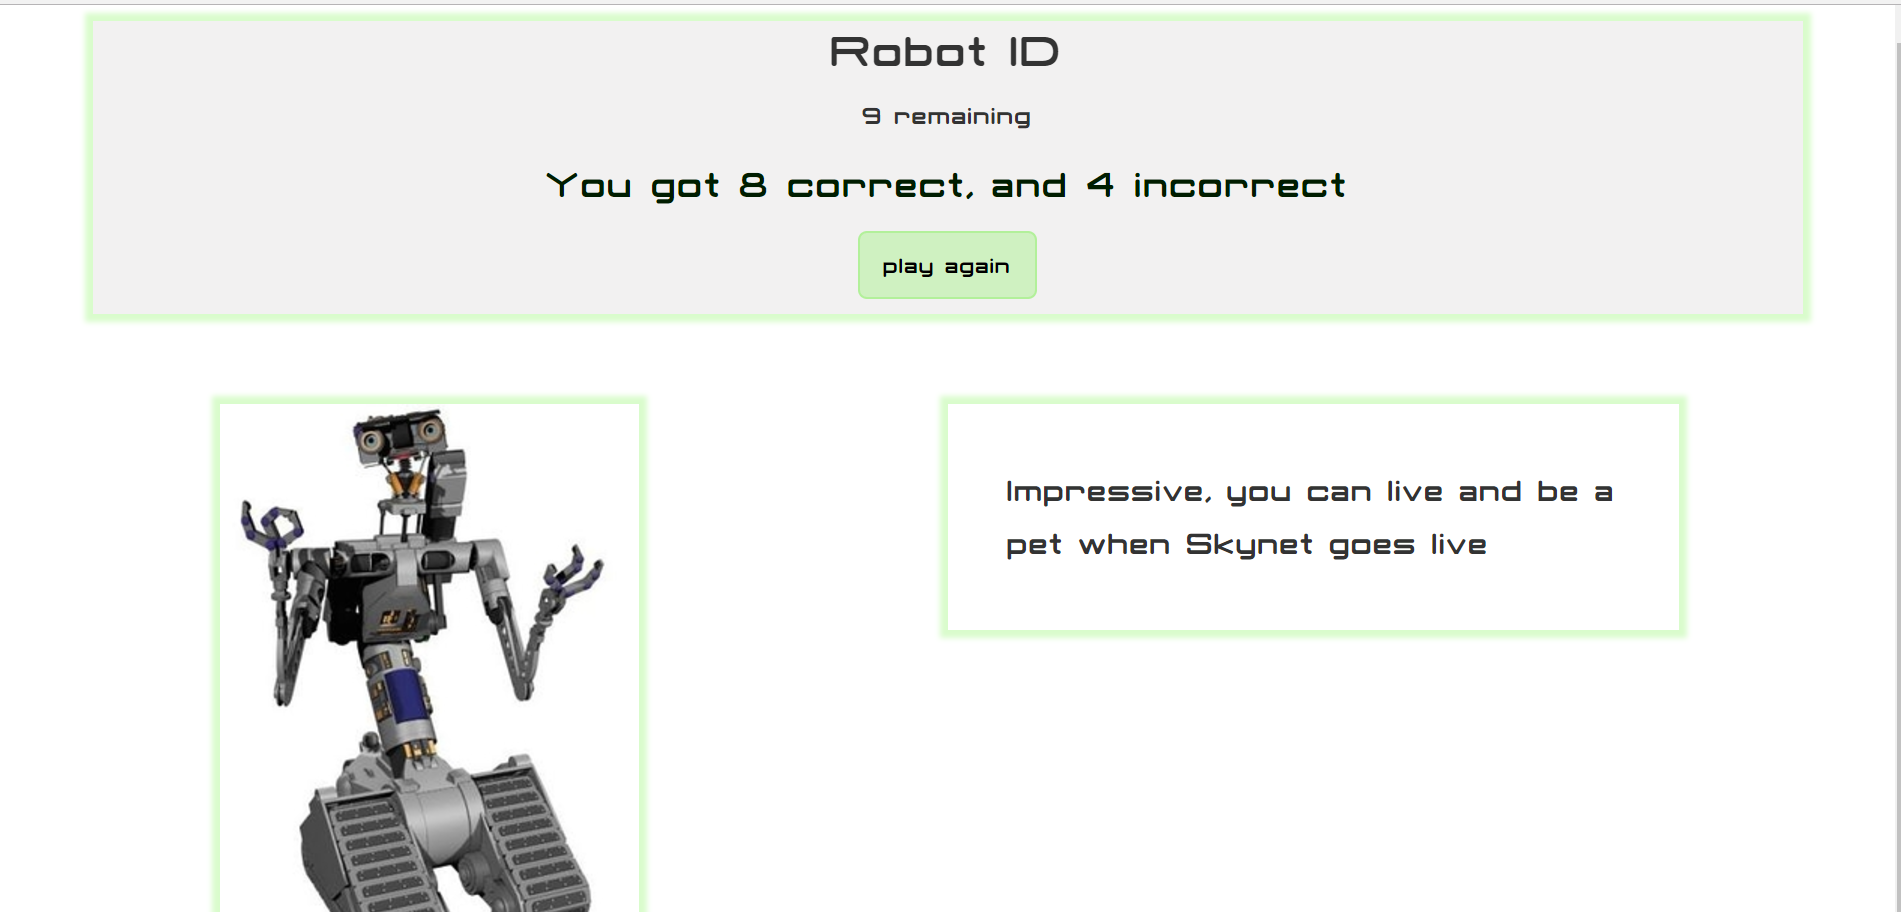 Robot ID
9 remaining
You got 8 correct, and 4 incorrect
play again
Impressive, you can live and be a
pet when Skynet goes live